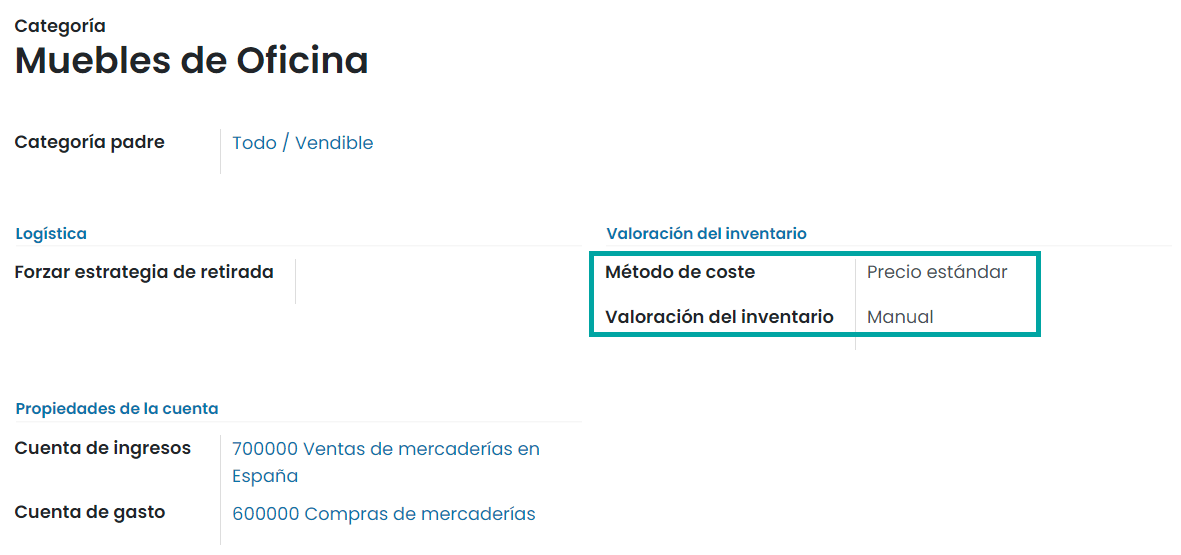 Categoría
Muebles de Oficina
Categoría padre
Todo / Vendible
Logística
Valoración del inventario
Forzar estrategia de retirada
Método de coste
Precio estándar
Valoración del inventario
Manual
Propiedades de la cuenta
Cuenta de ingresos
700000 Ventas de mercaderías en
España
Cuenta de gasto
600000 Compras de mercaderías